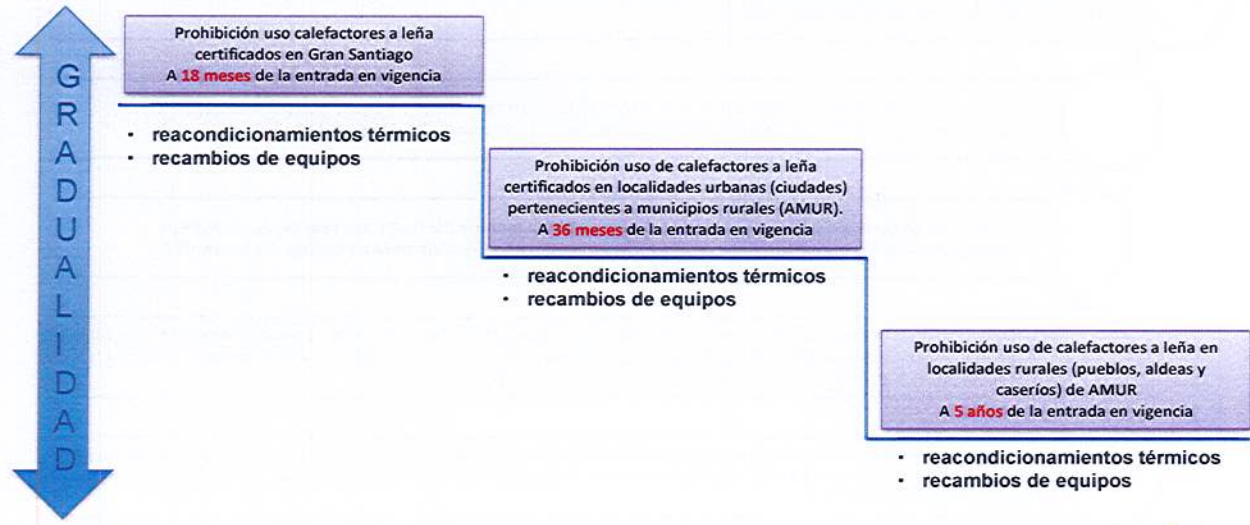 GRADUALIDAD
Prohibición uso calefactores a leña
certificados en Gran Santiago
A 18 meses de la entrada en vigencia
• reacondicionamientos térmicos
• recambios de equipos
Prohibición uso de calefactores a leña
certificados en localidades urbanas (ciudades)
pertenecientes a municipios rurales (AMUR).
A 36 meses de la entrada en vigencia
• reacondicionamientos térmicos
• recambios de equipos
Prohibición uso de calefactores a leña en
localidades rurales (pueblos, aldeas y
caseríos) de AMUR
A 5 años de la entrada en vigencia
• reacondicionamientos térmicos
• recambios de equipos